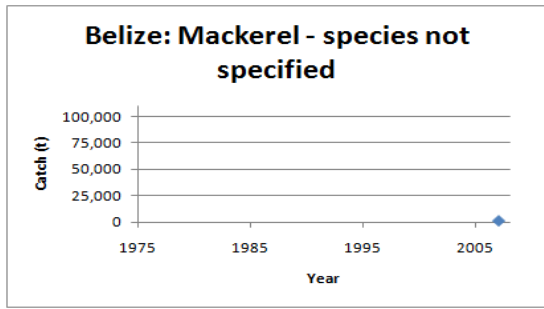 Belize: Mackerel - species not
specified
100,000
75,000
50,000
25,000
0
Catch (t)
1975 1985 1995 2005
Year